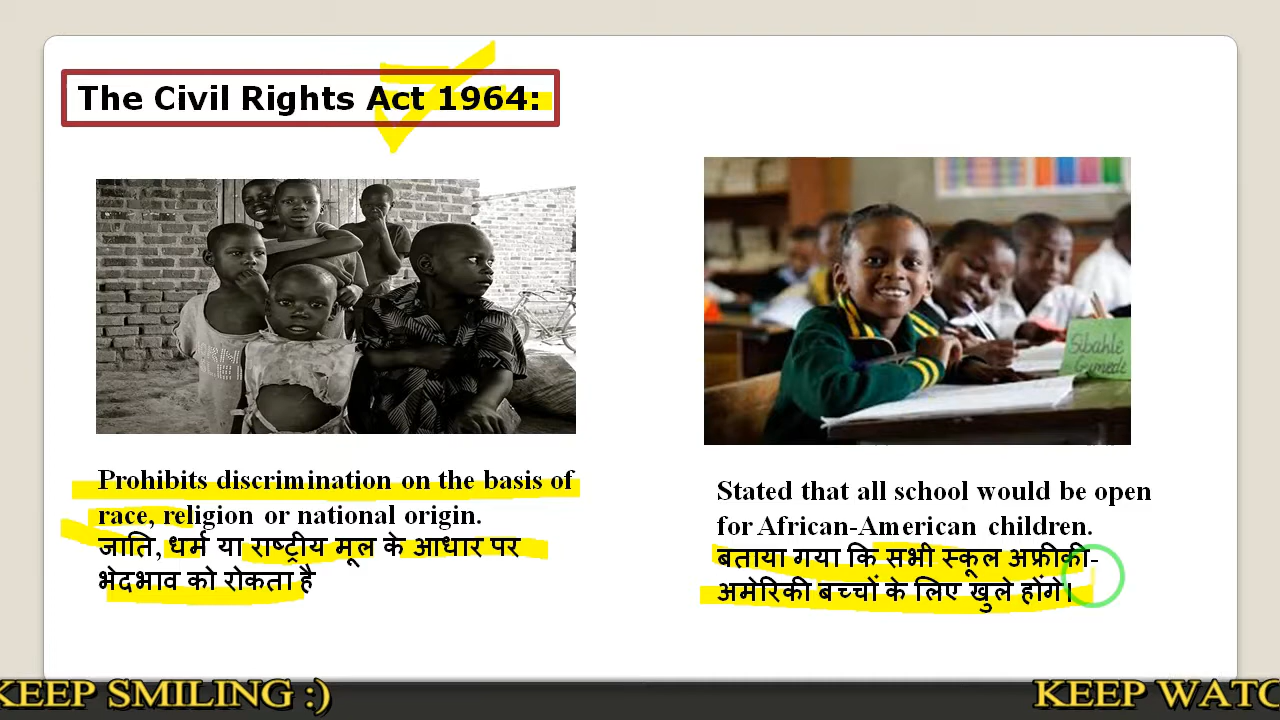 The Civil Rights Act 1964:
Sibahle
Gumede
Prohibits discrimination on the basis of
race, religion or national origin.
जाति, धर्म या राष्ट्रीय मूल के आधार पर
भेदभाव को रोकता है
Stated that all school would be open
for African-American children.
बताया गया कि सभी स्कूल अफ्रीकी-
अमेरिकी बच्चों के लिए खुले होंगे।
KEEP SMILING :)
KEEP WATC